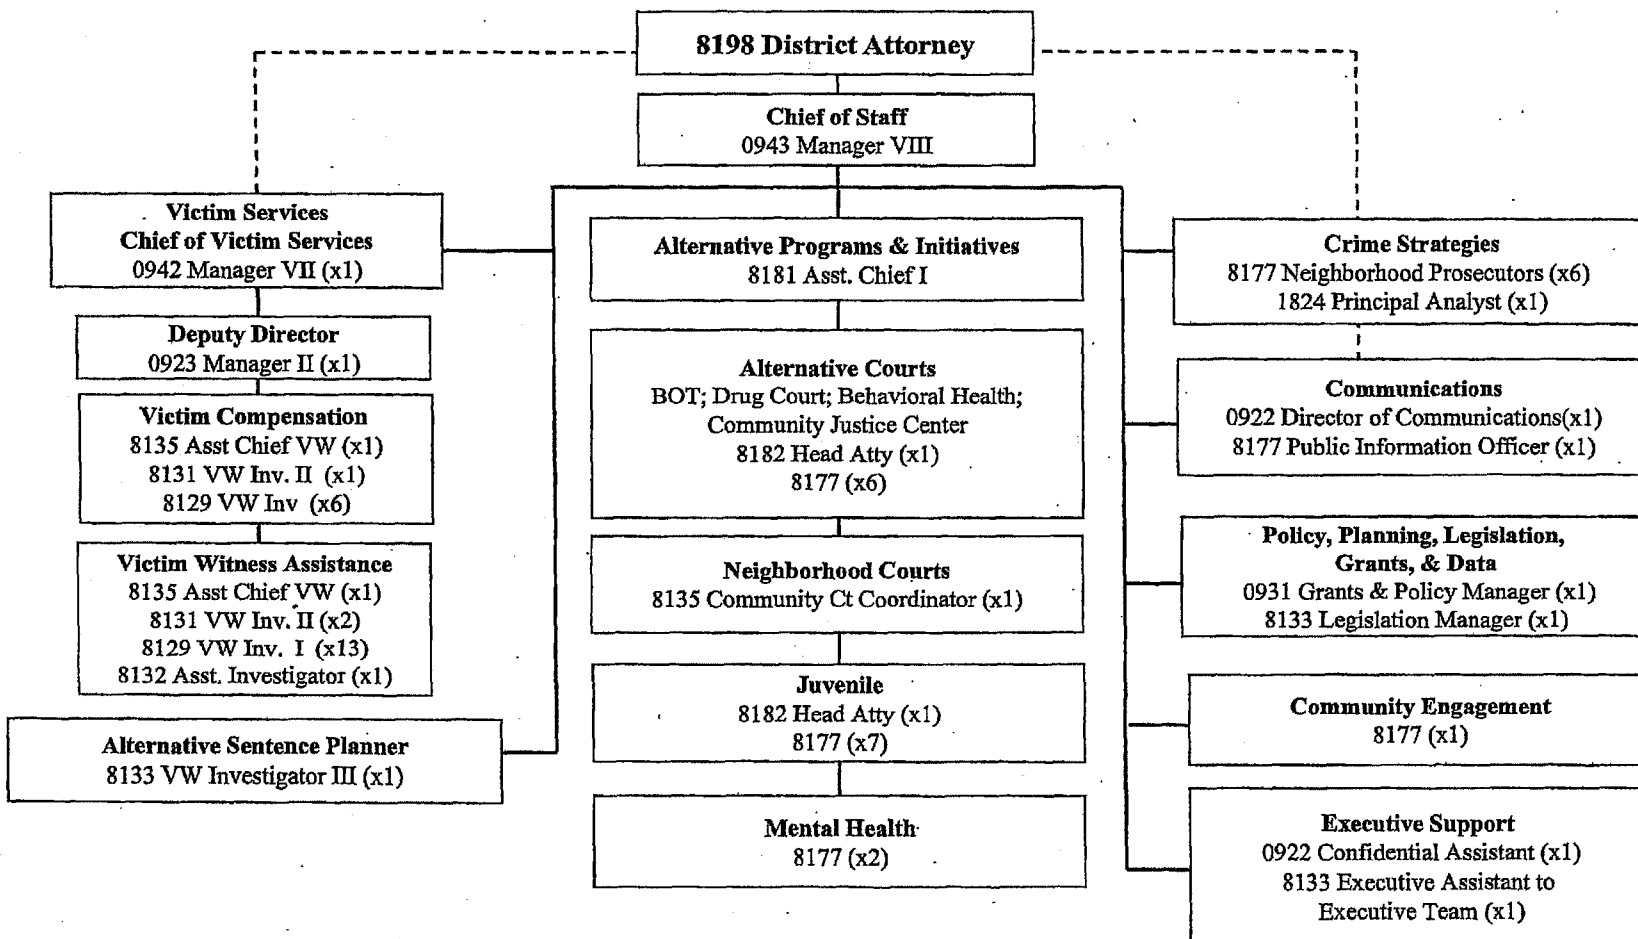 8198 District Attorney
Chief of Staff
0943 Manager VIII
Victim Services
Chief of Victim Services
0942 Manager VII (x1)
Deputy Director
0923 Manager II (x1)
Victim Compensation
8135 Asst Chief VW (x1)
8131 VW Inv. II (x1)
8129 VW Inv (x6)
Victim Witness Assistance
8135 Asst Chief VW (x1)
8131 VW Inv. II (x2)
8129 VW Inv. I (x13)
8132 Asst. Investigator (x1)
Alternative Sentence Planner
8133 VW Investigator III (x1)
Alternative Programs & Initiatives
8181 Asst. Chief I
Alternative Courts
BOT; Drug Court; Behavioral Health;
Community Justice Center
8182 Head Atty (x1)
8177 (x6)
Neighborhood Courts
8135 Community Ct Coordinator (x1)
Juvenile
8182 Head Atty (x1)
8177 (x7)
Mental Health
8177 (x2)
Crime Strategies
8177 Neighborhood Prosecutors (x6)
1824 Principal Analyst (x1)
Communications
0922 Director of Communications(x1)
8177 Public Information Officer (x1)
Policy, Planning, Legislation,
Grants, & Data
0931 Grants & Policy Manager (x1)
8133 Legislation Manager (x1)
Community Engagement
8177 (x1)
Executive Support
0922 Confidential Assistant (x1)
8133 Executive Assistant to
Executive Team (x1)